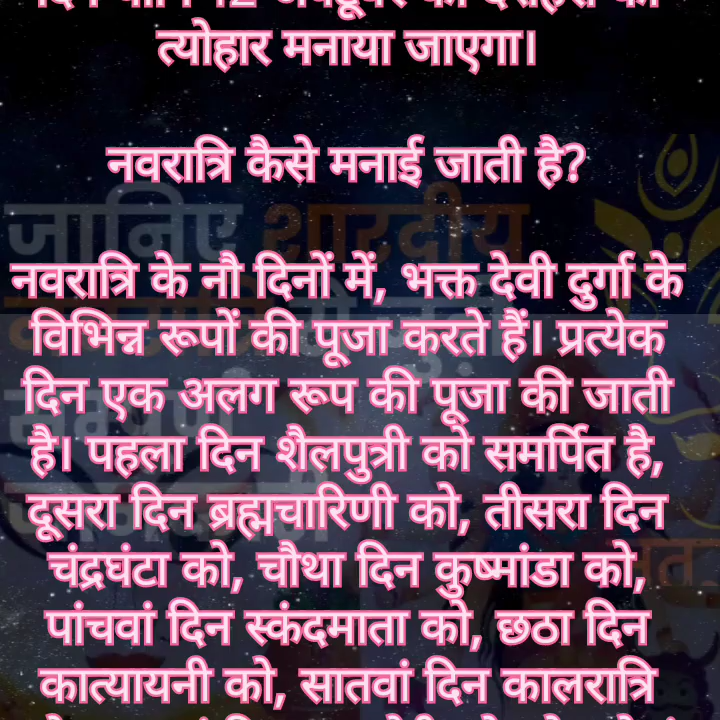 त्योहार मनाया जाएगा।
नवरात्रि कैसे मनाई जाती है?
जानिए शारदीय
नवरात्रि के नौ दिनों में, भक्त देवी दुर्गा के
विभिन्न रूपों की पूजा करते हैं। प्रत्येक
दिन एक अलग रूप की पूजा की जाती
है। पहला दिन शैलपुत्री को समर्पित है,
दूसरा दिन ब्रह्मचारिणी को, तीसरा दिन
चंद्रघंटा को, चौथा दिन कुष्मांडा को,
पांचवां दिन स्कंदमाता को, छठा दिन
कात्यायनी को, सातवां दिन कालरात्रि